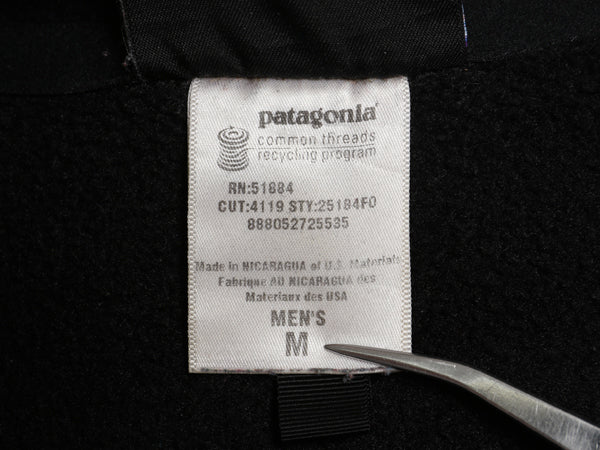 patagonia
common threads
recycling program
RN:51884
CUT:4119 STY:25184F0
888052725535
Made in NICARAGUA of U.S. Materials
Fabrique AU NICARAGUA des
Materiaux des USA
MEN'S
M